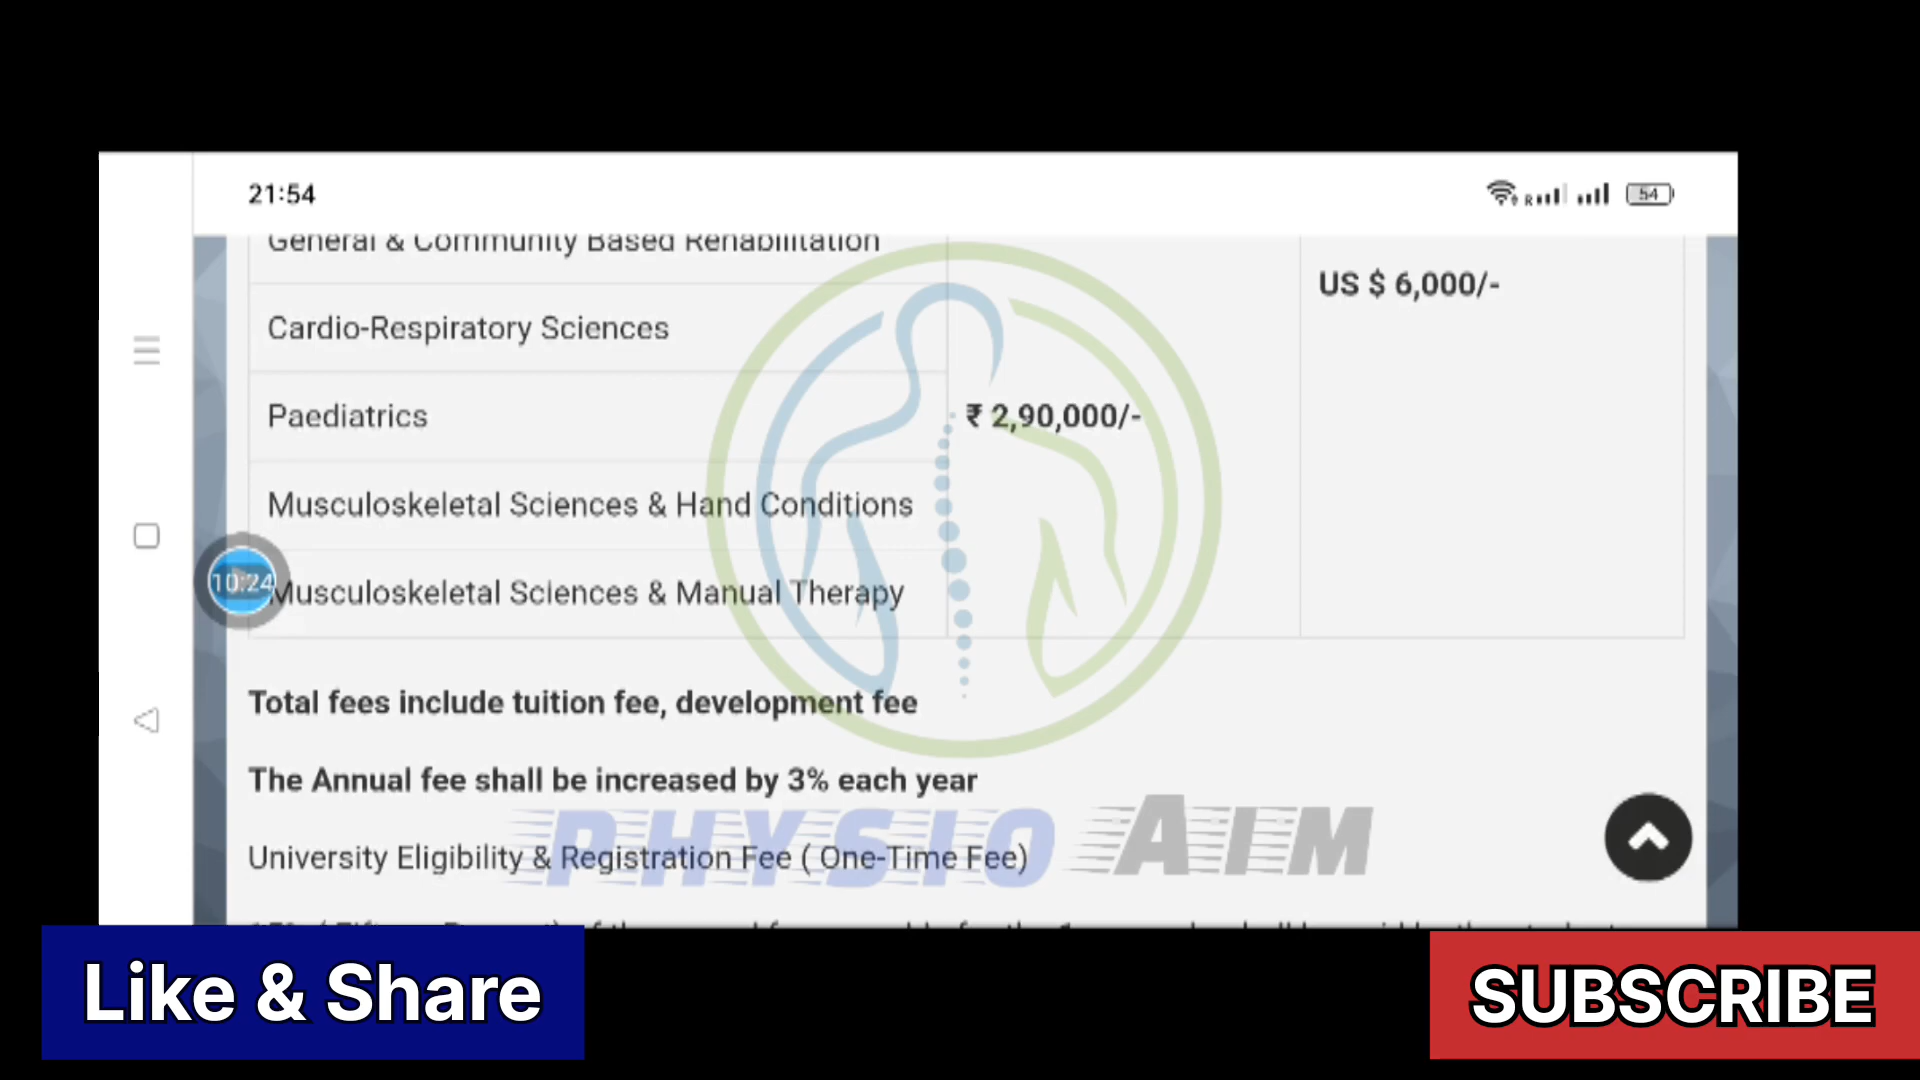 21:54
54
General & Community Based Rehabilitation
US $ 6,000/-
Cardio-Respiratory Sciences
Paediatrics
₹ 2,90,000/-
Musculoskeletal Sciences & Hand Conditions
10:24
Musculoskeletal Sciences & Manual Therapy
Total fees include tuition fee, development fee
The Annual fee shall be increased by 3% each year
PHYSIO AIM
University Eligibility & Registration Fee ( One-Time Fee)
Like & Share
SUBSCRIBE